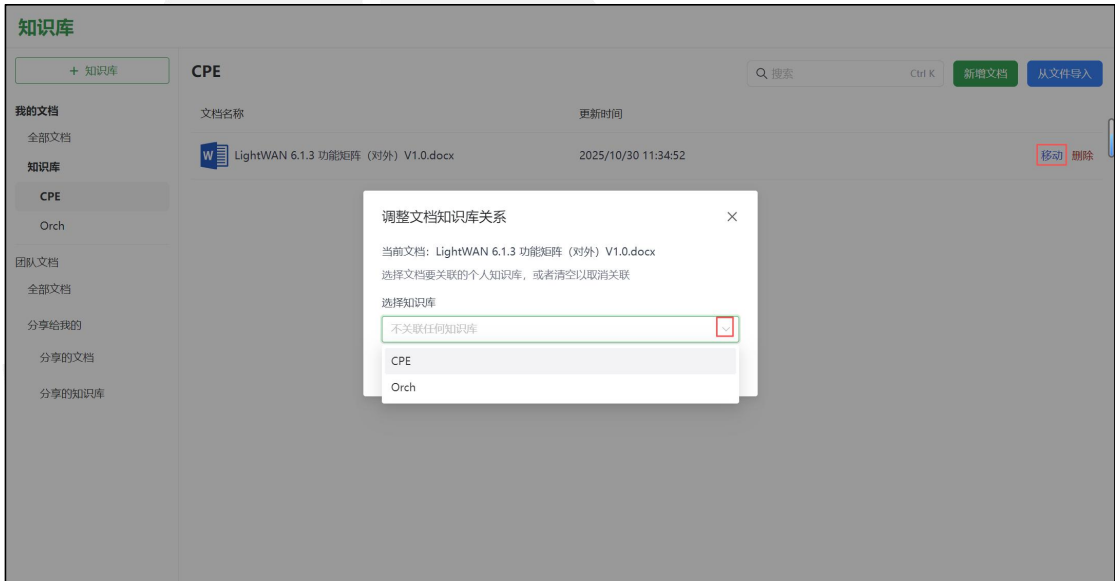 知识库
+ 知识库
CPE
搜索
Ctrl K
新增文档
从文件导入
我的文档
全部文档
知识库
CPE
Orch
团队文档
全部文档
分享给我的
分享的文档
分享的知识库
文档名称
更新时间
LightWAN 6.1.3 功能矩阵（对外）V1.0.docx
2025/10/30 11:34:52
移动 删除
调整文档知识库关系
当前文档：LightWAN 6.1.3 功能矩阵（对外）V1.0.docx
选择文档要关联的个人知识库，或者清空以取消关联
选择知识库
不关联任何知识库
CPE
Orch